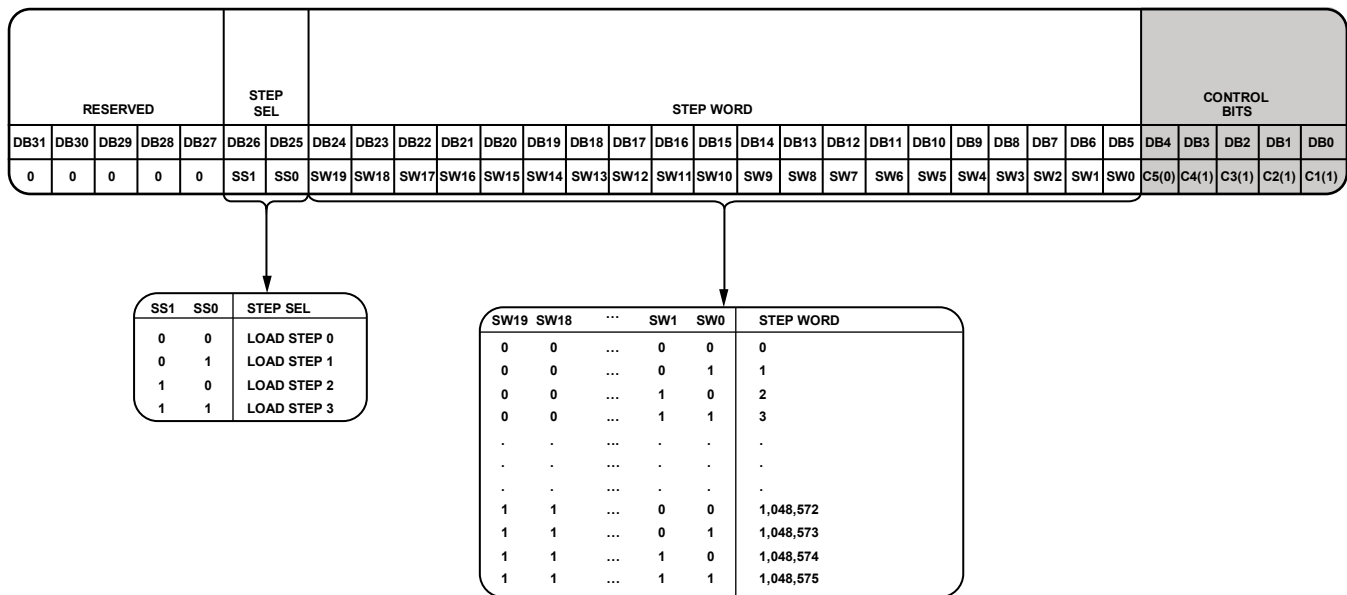 RESERVED STEP SEL STEP WORD CONTROL BITS
DB31 DB30 DB29 DB28 DB27 DB26 DB25 DB24 DB23 DB22 DB21 DB20 DB19 DB18 DB17 DB16 DB15 DB14 DB13 DB12 DB11 DB10 DB9 DB8 DB7 DB6 DB5 DB4 DB3 DB2 DB1 DB0
0 0 0 0 0 SS1 SS0 SW19 SW18 SW17 SW16 SW15 SW14 SW13 SW12 SW11 SW10 SW9 SW8 SW7 SW6 SW5 SW4 SW3 SW2 SW1 SW0 C5(0) C4(1) C3(1) C2(1) C1(1)
SS1 SS0 STEP SEL
0 0 LOAD STEP 0
0 1 LOAD STEP 1
1 0 LOAD STEP 2
1 1 LOAD STEP 3
SW19 SW18 ... SW1 SW0 STEP WORD
0 0 ... 0 0 0
0 0 ... 0 1 1
0 0 ... 1 0 2
0 0 ... 1 1 3
. . ... . . .
. . ... . . .
. . ... . . .
1 1 ... 0 0 1,048,572
1 1 ... 0 1 1,048,573
1 1 ... 1 0 1,048,574
1 1 ... 1 1 1,048,575